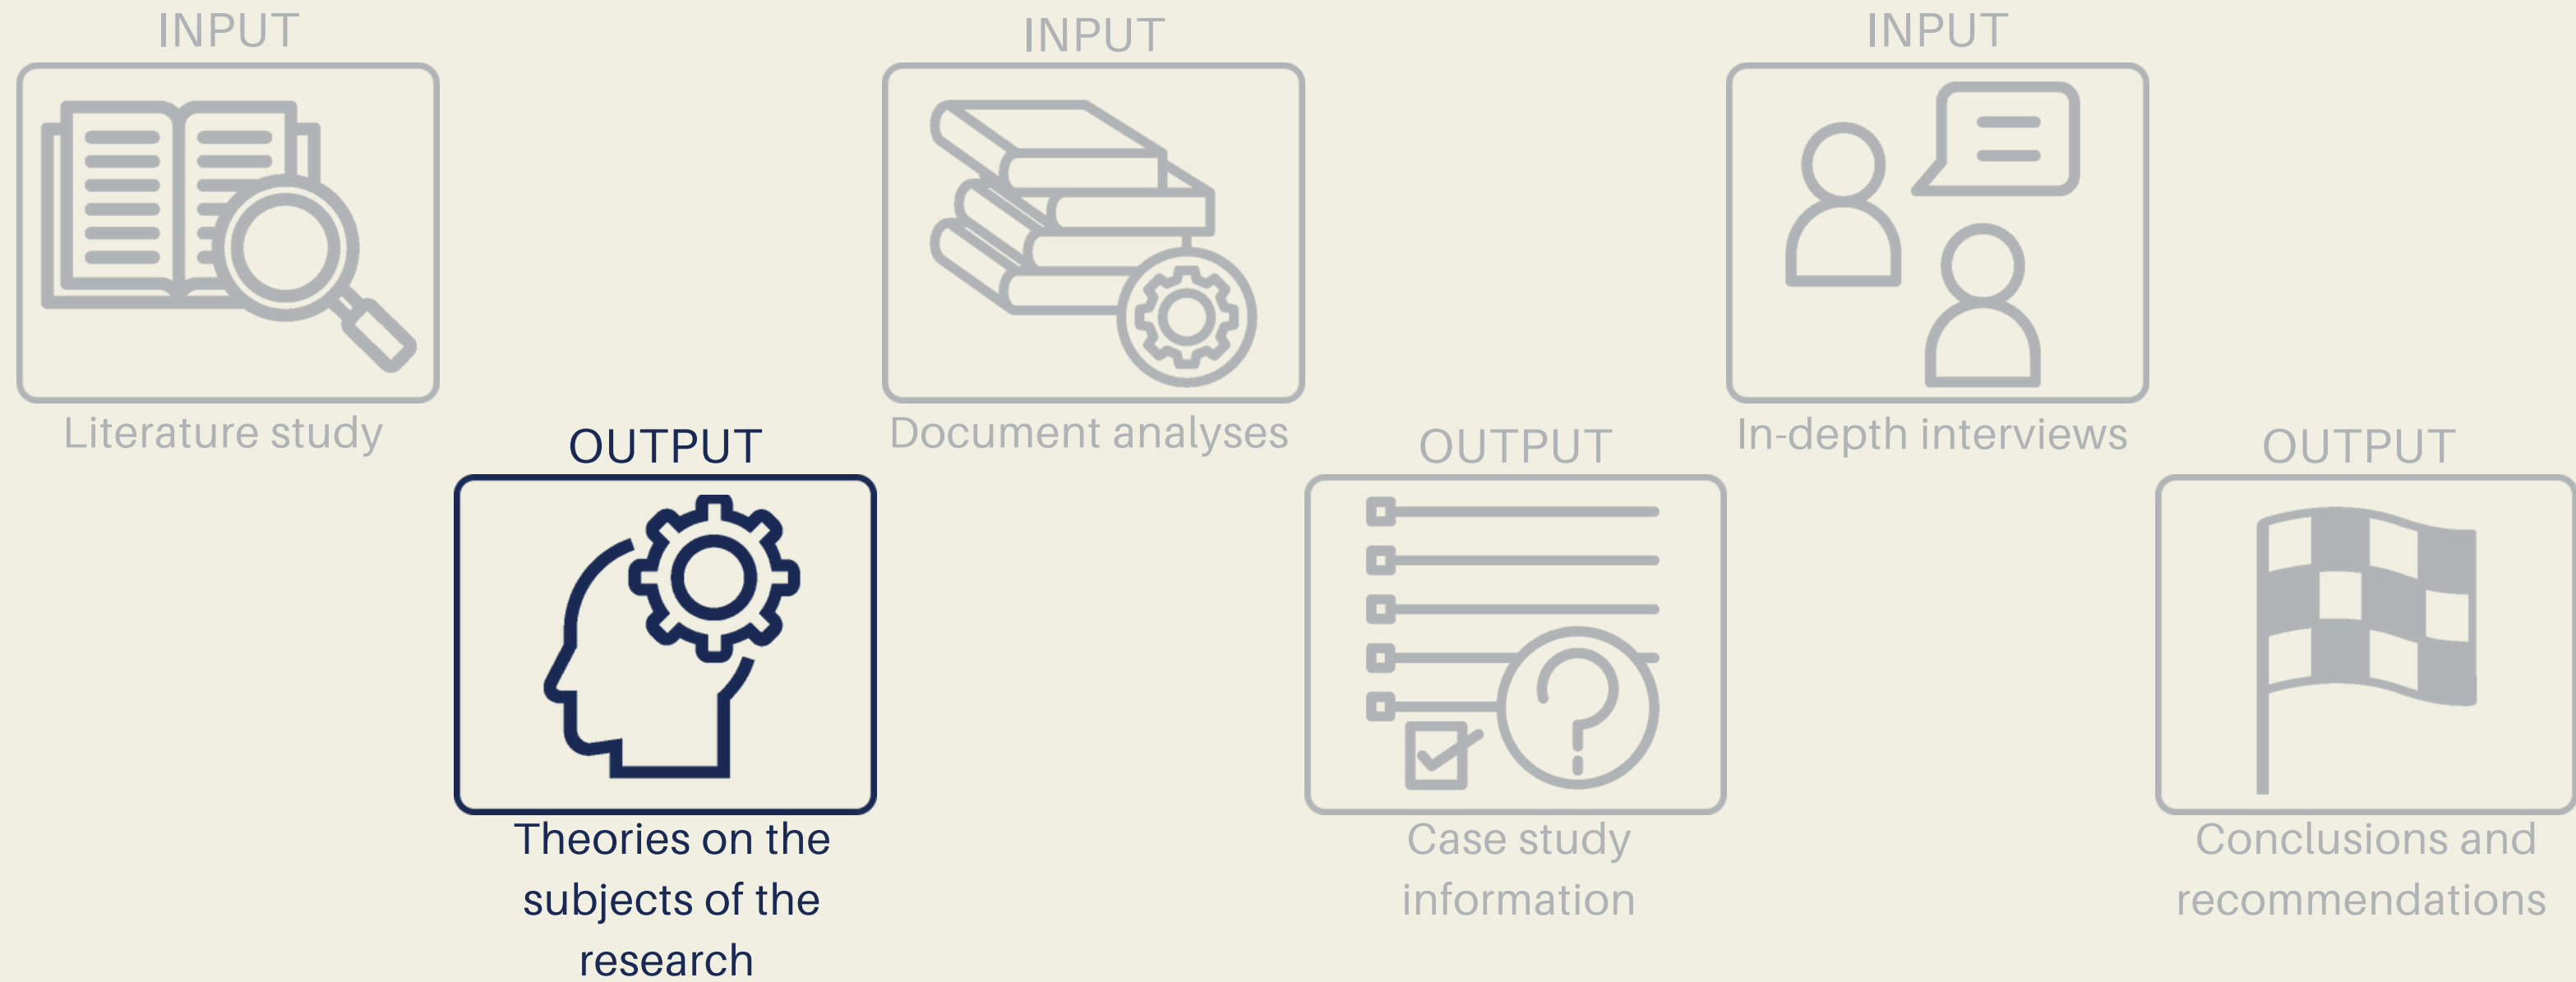 INPUT
Literature study
OUTPUT
Theories on the
subjects of the
research
INPUT
Document analyses
OUTPUT
Case study
information
INPUT
In-depth interviews
OUTPUT
Conclusions and
recommendations